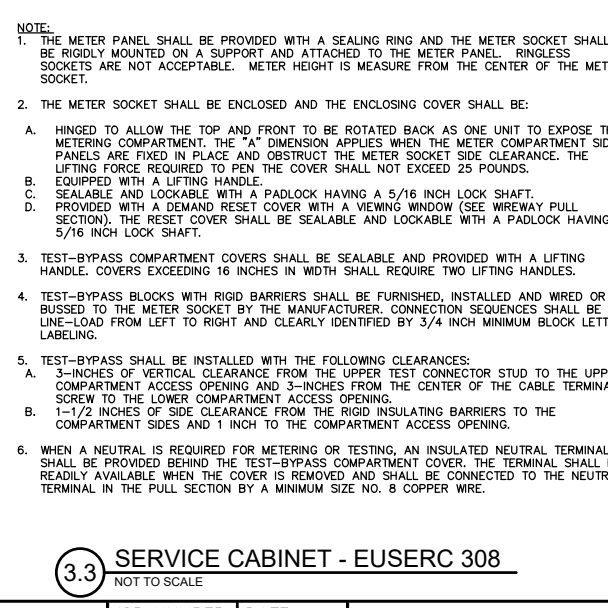 NOTE:
1. THE METER PANEL SHALL BE PROVIDED WITH A SEALING RING AND THE METER SOCKET SHALL
BE RIGIDLY MOUNTED ON A SUPPORT AND ATTACHED TO THE METER PANEL. RINGLESS
SOCKETS ARE NOT ACCEPTABLE. METER HEIGHT IS MEASURE FROM THE CENTER OF THE MET
SOCKET.
2. THE METER SOCKET SHALL BE ENCLOSED AND THE ENCLOSING COVER SHALL BE:
A. HINGED TO ALLOW THE TOP AND FRONT TO BE ROTATED BACK AS ONE UNIT TO EXPOSE TH
METERING COMPARTMENT. THE "A" DIMENSION APPLIES WHEN THE METER COMPARTMENT SID
PANELS ARE FIXED IN PLACE AND OBSTRUCT THE METER SOCKET SIDE CLEARANCE. THE
LIFTING FORCE REQUIRED TO PEN THE COVER SHALL NOT EXCEED 25 POUNDS.
B. EQUIPPED WITH A LIFTING HANDLE.
C. SEALABLE AND LOCKABLE WITH A PADLOCK HAVING A 5/16 INCH LOCK SHAFT.
D. PROVIDED WITH A DEMAND RESET COVER WITH A VIEWING WINDOW (SEE WIREWAY PULL
SECTION). THE RESET COVER SHALL BE SEALABLE AND LOCKABLE WITH A PADLOCK HAVING
5/16 INCH LOCK SHAFT.
3. TEST-BYPASS COMPARTMENT COVERS SHALL BE SEALABLE AND PROVIDED WITH A LIFTING
HANDLE. COVERS EXCEEDING 16 INCHES IN WIDTH SHALL REQUIRE TWO LIFTING HANDLES.
4. TEST-BYPASS BLOCKS WITH RIGID BARRIERS SHALL BE FURNISHED, INSTALLED AND WIRED OR
BUSSED TO THE METER SOCKET BY THE MANUFACTURER. CONNECTION SEQUENCES SHALL BE
LINE-LOAD FROM LEFT TO RIGHT AND CLEARLY IDENTIFIED BY 3/4 INCH MINIMUM BLOCK LETT
LABELING.
5. TEST-BYPASS SHALL BE INSTALLED WITH THE FOLLOWING CLEARANCES:
A. 3-INCHES OF VERTICAL CLEARANCE FROM THE UPPER TEST CONNECTOR STUD TO THE UPP
COMPARTMENT ACCESS OPENING AND 3-INCHES FROM THE CENTER OF THE CABLE TERMINA
SCREW TO THE LOWER COMPARTMENT ACCESS OPENING.
B. 1-1/2 INCHES OF SIDE CLEARANCE FROM THE RIGID INSULATING BARRIERS TO THE
COMPARTMENT SIDES AND 1 INCH TO THE COMPARTMENT ACCESS OPENING.
6. WHEN A NEUTRAL IS REQUIRED FOR METERING OR TESTING, AN INSULATED NEUTRAL TERMINAL
SHALL BE PROVIDED BEHIND THE TEST-BYPASS COMPARTMENT COVER. THE TERMINAL SHALL
READILY AVAILABLE WHEN THE COVER IS REMOVED AND SHALL BE CONNECTED TO THE NEUTR
TERMINAL IN THE PULL SECTION BY A MINIMUM SIZE NO. 8 COPPER WIRE.
3.3 SERVICE CABINET - EUSERC 308
NOT TO SCALE